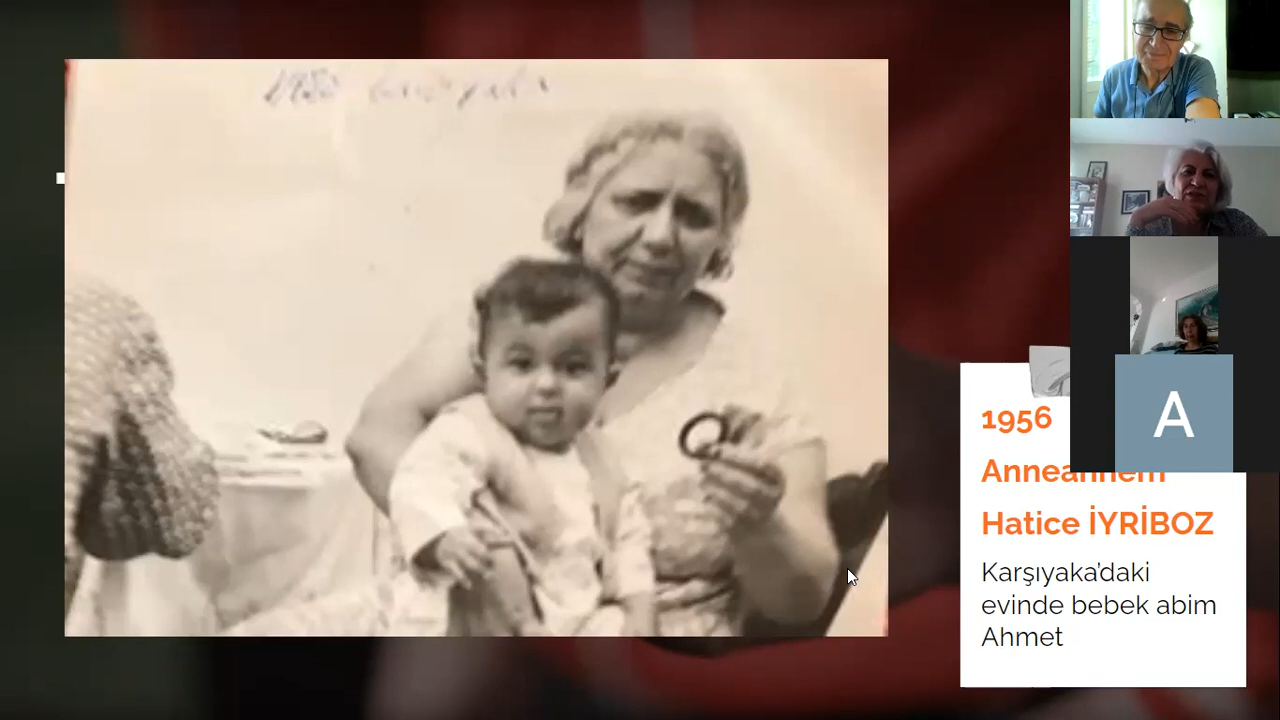 1956
Anneannem
Hatice İYRİBOZ
Karşıyaka'daki
evinde bebek abim
Ahmet
A